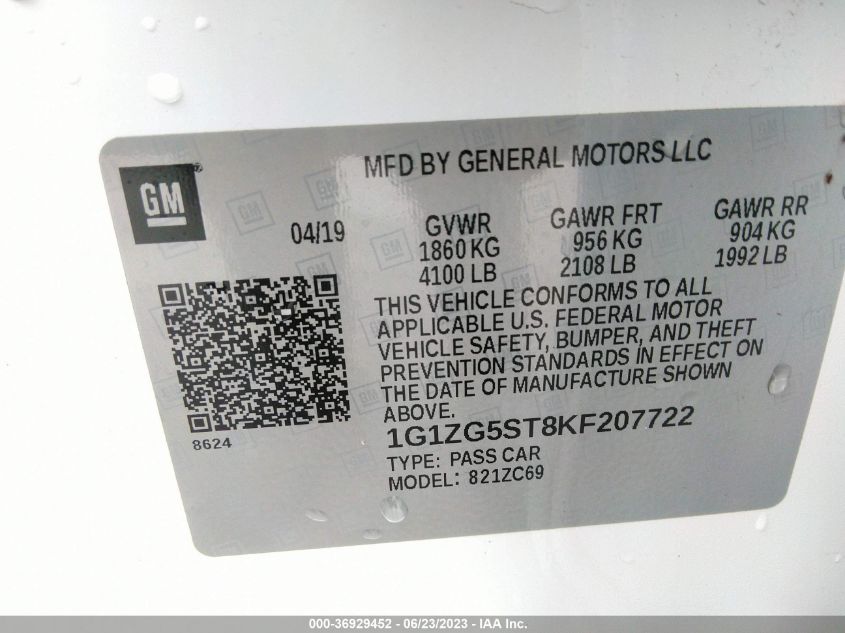 GM
®
MFD BY GENERAL MOTORS LLC
04/19
GVWR GAWR FRT GAWR RR
1860 KG 956 KG 904 KG
4100 LB 2108 LB 1992 LB
THIS VEHICLE CONFORMS TO ALL
APPLICABLE U.S. FEDERAL MOTOR
VEHICLE SAFETY, BUMPER, AND THEFT
PREVENTION STANDARDS IN EFFECT ON
THE DATE OF MANUFACTURE SHOWN
ABOVE.
8624
1G1ZG5ST8KF207722
TYPE: PASS CAR
MODEL: 821ZC69
000-36929452 - 06/23/2023 - IAA Inc.